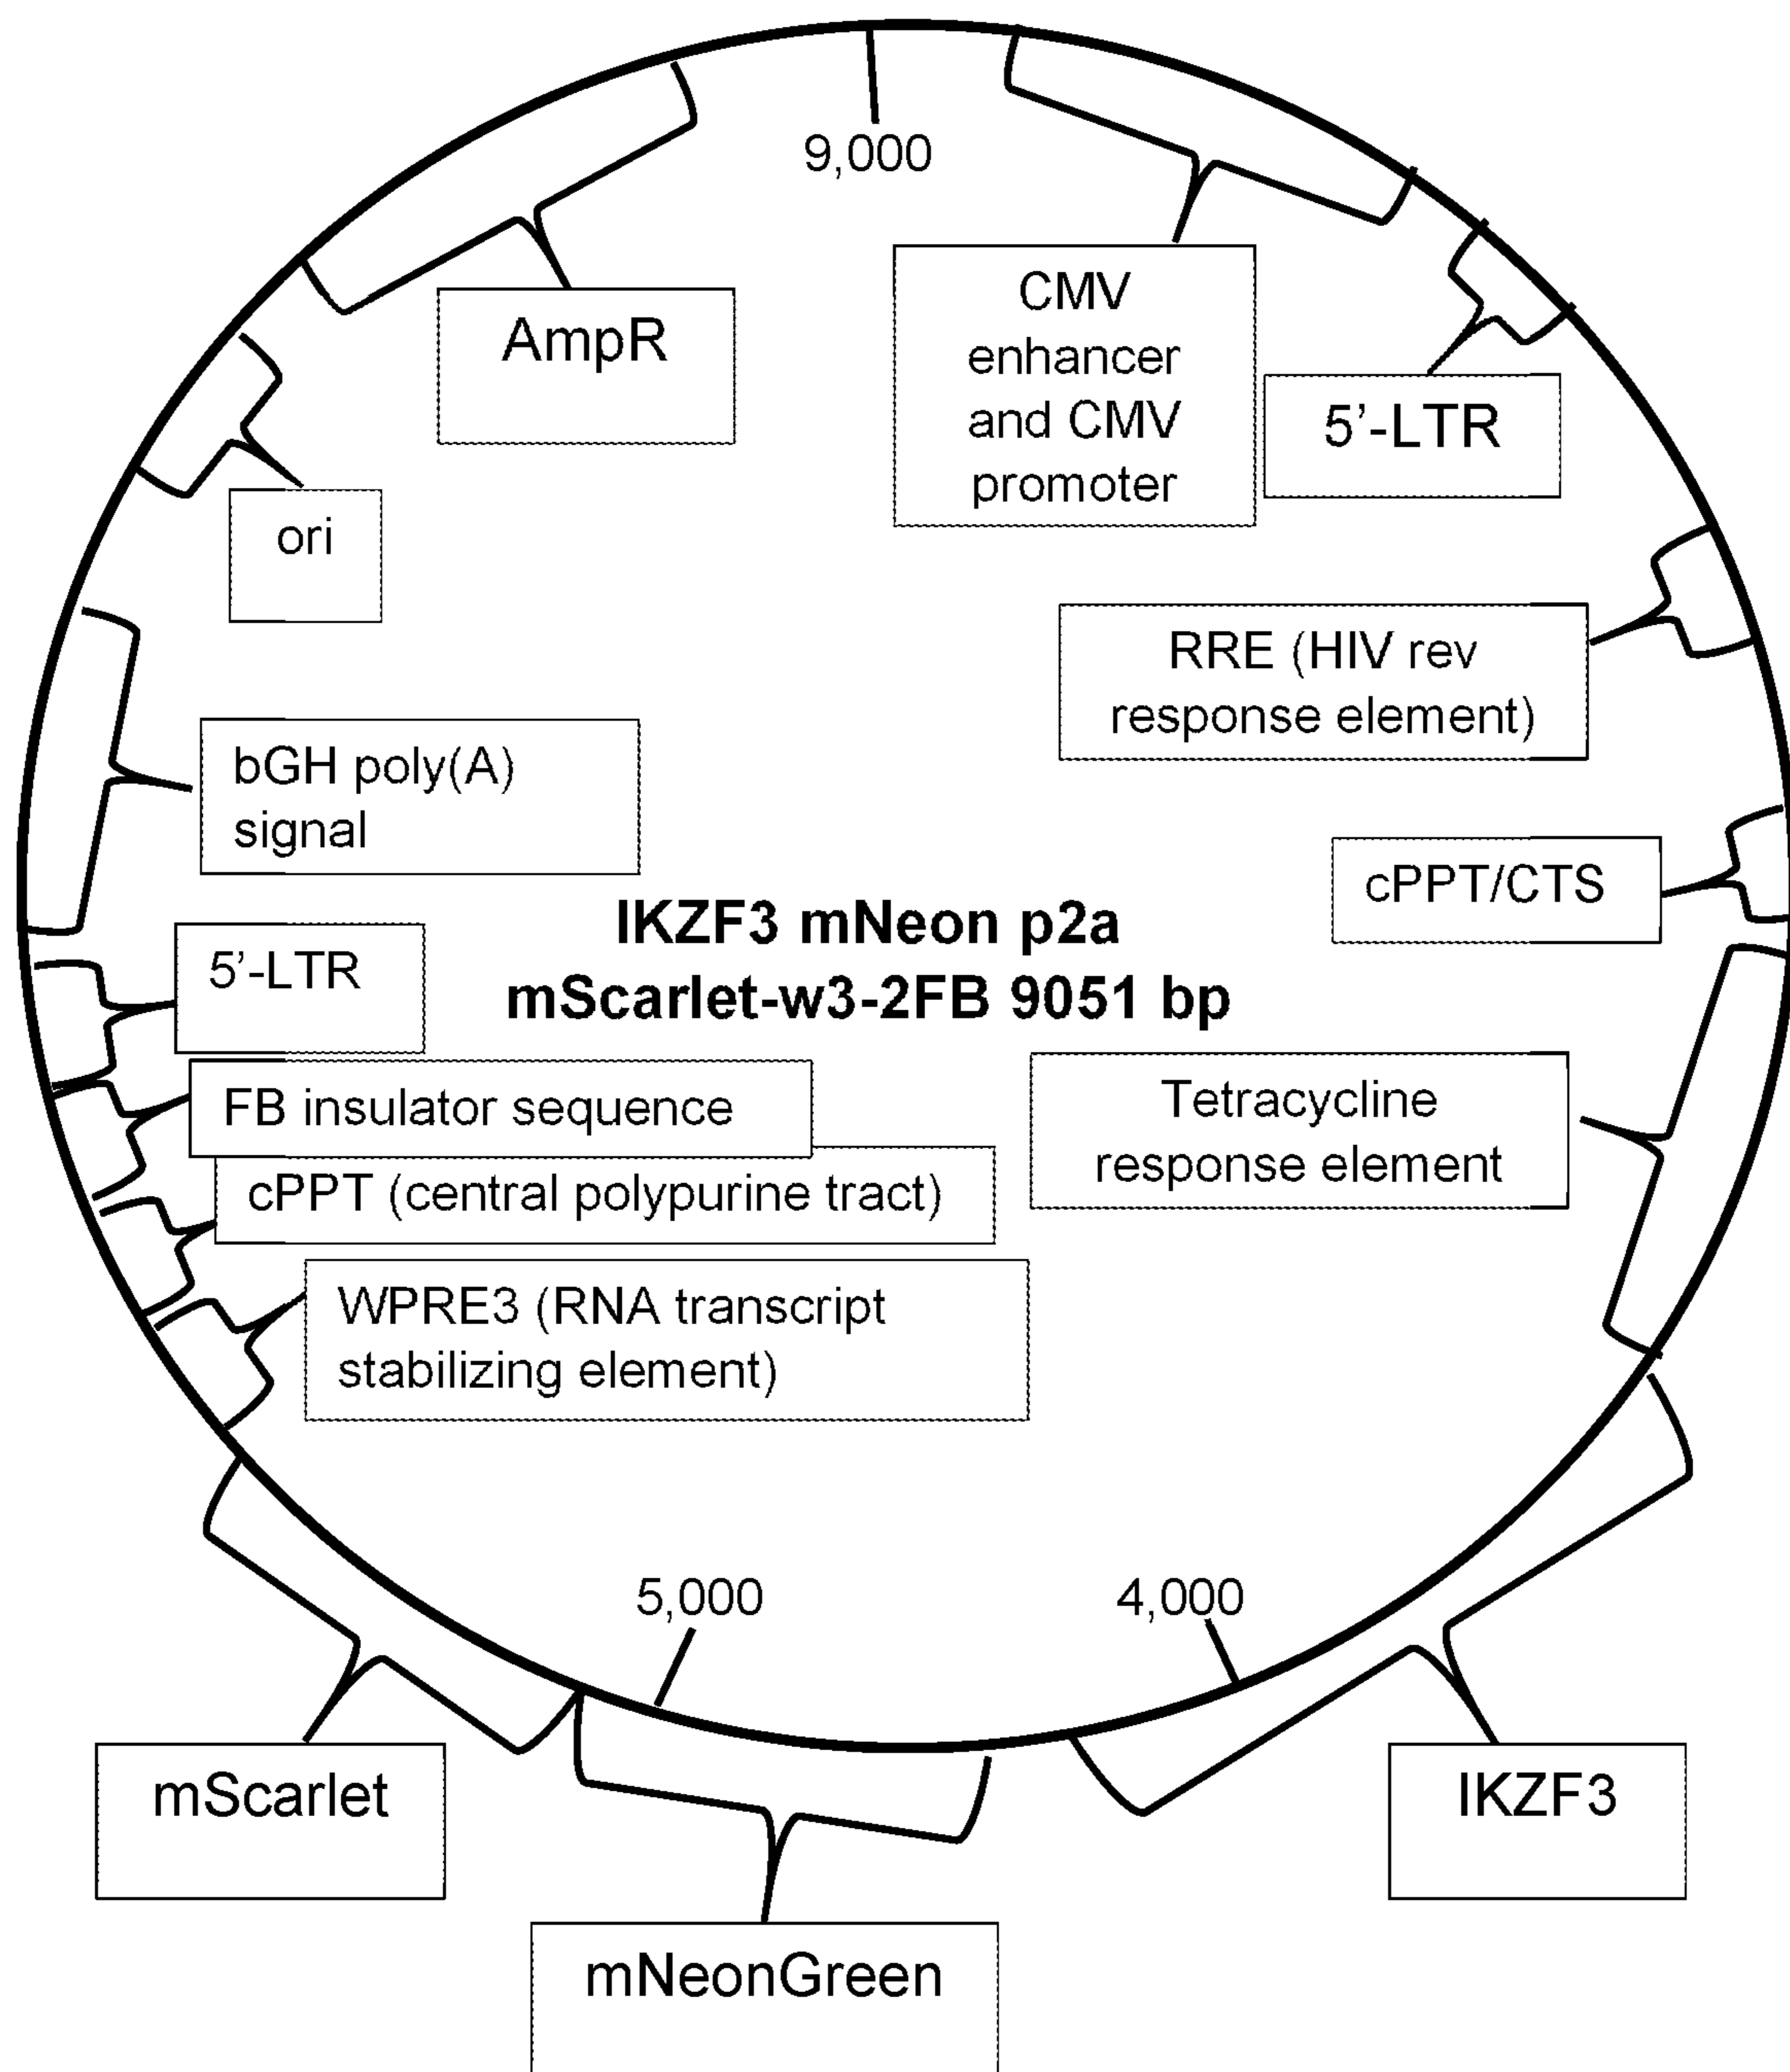 9,000
CMV
enhancer
and CMV
promoter
AmpR
5’-LTR
ori
RRE (HIV rev
response element)
bGH poly(A)
signal
cPPT/CTS
IKZF3 mNeon p2a
mScarlet-w3-2FB 9051 bp
5’-LTR
FB insulator sequence
Tetracycline
response element
cPPT (central polypurine tract)
WPRE3 (RNA transcript
stabilizing element)
5,000
4,000
mScarlet
IKZF3
mNeonGreen